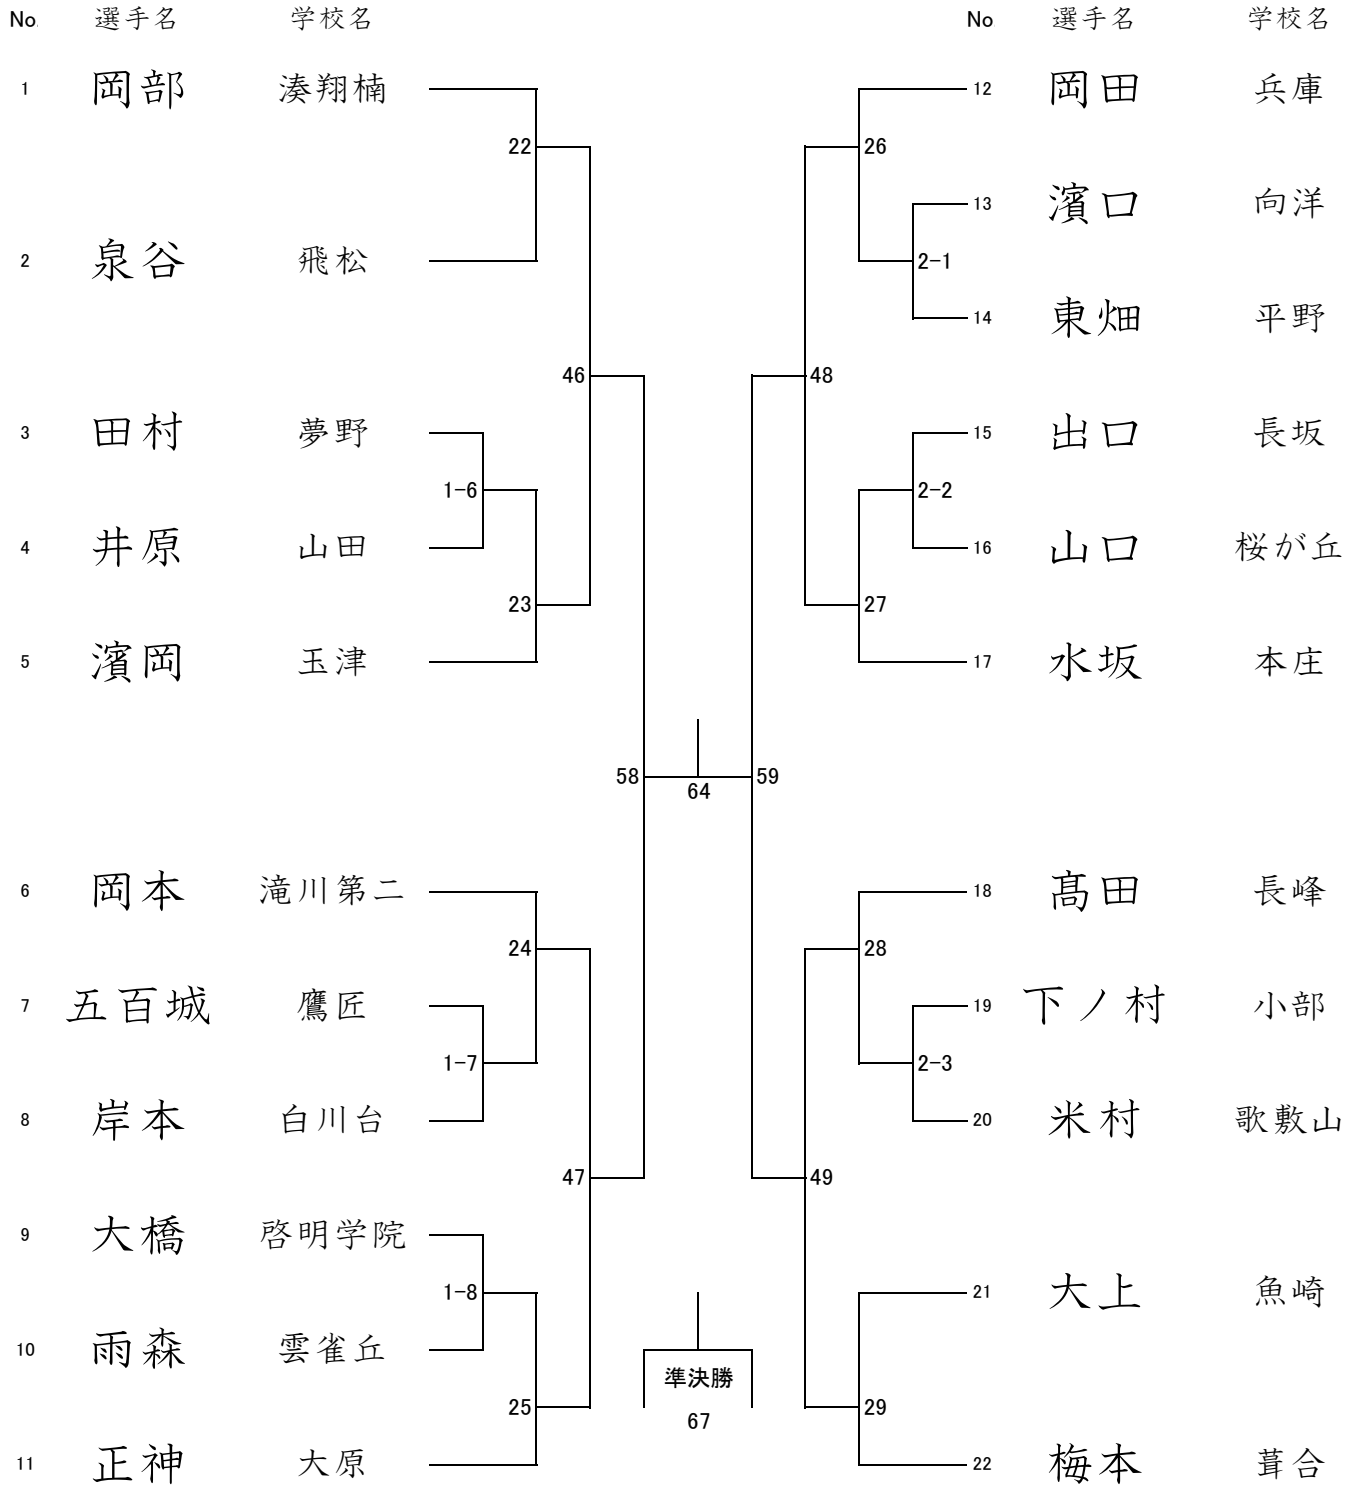 No. 選手名 学校名 No 選手名 学校名
1 岡部 湊翔楠 12 岡田 兵庫
22 26
13 濱口 向洋
2 泉谷 飛松 2-1
14 東畑 平野
46 48
3 田村 夢野 15 出口 長坂
1-6 2-2
4 井原 山田 16 山口 桜が丘
23 27
5 濱岡 玉津 17 水坂 本庄
58 59
64
6 岡本 滝川第二 18 髙田 長峰
24 28
7 五百城 鷹匠 19 下ノ村 小部
1-7 2-3
8 岸本 白川台 20 米村 歌敷山
47 49
9 大橋 啓明学院
1-8 21 大上 魚崎
10 雨森 雲雀丘
準決勝
25 29
67
11 正神 大原 22 梅本 葺合